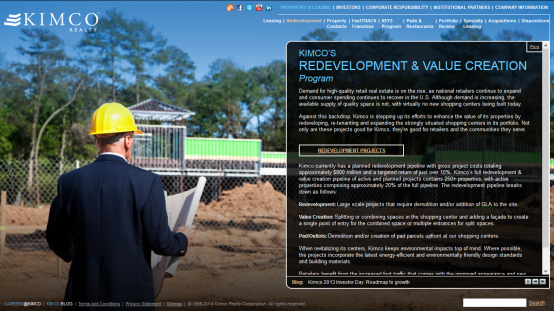 KIMCO
REALTY
PROPERTIES & LEASING | INVESTORS | CORPORATE RESPONSIBILITY | INSTITUTIONAL PARTNERS | COMPANY INFORMATION
Leasing | Redevelopment | Property Contacts | FastTRACK Franchise | KEYS Program | Pads & Restaurants | Portfolio Review | Specialty Leasing | Acquisitions | Dispositions
Print
KIMCO'S
REDEVELOPMENT & VALUE CREATION
Program
Demand for high-quality retail real estate is on the rise, as national retailers continue to expand
and consumer spending continues to recover in the U.S. Although demand is increasing, the
available supply of quality space is not, with virtually no new shopping centers being built today.
Against this backdrop, Kimco is stepping up its efforts to enhance the value of its properties by
redeveloping, re-tenanting and expanding the strongly situated shopping centers in its portfolio. Not
only are these projects good for Kimco, they're good for retailers and the communities they serve.
REDEVELOPMENT PROJECTS
Kimco currently has a planned redevelopment pipeline with gross project costs totaling
approximately $800 million and a targeted return of just over 10%. Kimco's full redevelopment &
value creation pipeline of active and planned projects contains 250+ properties, with active
properties comprising approximately 20% of the full pipeline. The redevelopment pipeline breaks
down as follows:
Redevelopment: Large scale projects that require demolition and/or addition of GLA to the site.
Value Creation: Splitting or combining spaces in the shopping center and adding a façade to create
a single point of entry for the combined space or multiple entrances for split spaces.
Pad/Outlots: Demolition and/or creation of pad parcels upfront at our shopping centers.
When revitalizing its centers, Kimco keeps environmental impacts top of mind. Where possible,
the projects incorporate the latest energy-efficient and environmentally friendly design standards
and building materials.
Retailers benefit from the increased foot traffic that comes with the improved appearance and new
Blog: Kimco 2013 Investor Day: Roadmap to growth
CAREERS@KIMCO | KIMCO BLOG | Terms and Conditions | Privacy Statement | Sitemap | © 1996-2014 Kimco Realty Corporation. All rights reserved.
Search